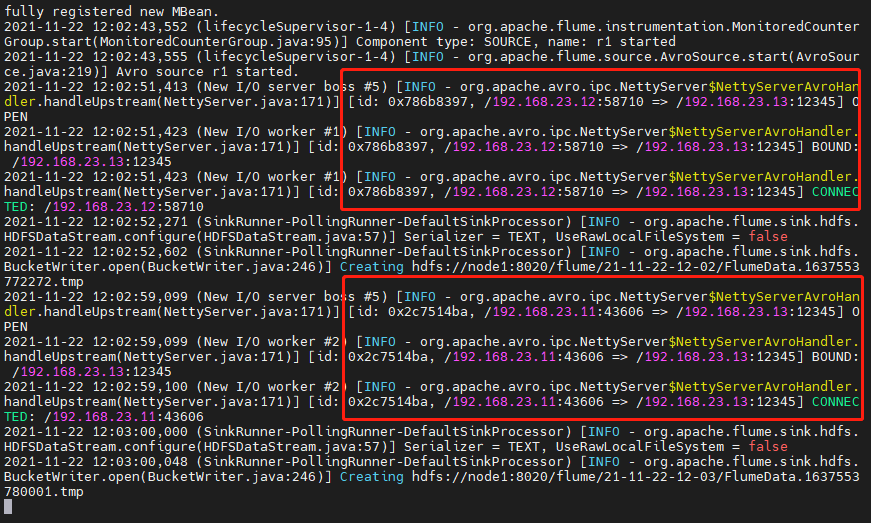 fully registered new MBean.
2021-11-22 12:02:43,552 (lifecycleSupervisor-1-4) [INFO - org.apache.flume.instrumentation.MonitoredCounter
Group.start(MonitoredCounterGroup.java:95)] Component type: SOURCE, name: r1 started
2021-11-22 12:02:43,555 (lifecycleSupervisor-1-4) [INFO - org.apache.flume.source.AvroSource.start(AvroSour
ce.java:219)] Avro source r1 started.
2021-11-22 12:02:51,413 (New I/O server boss #5) [INFO - org.apache.avro.ipc.NettyServer$NettyServerAvroHan
dler.handleUpstream(NettyServer.java:171)] [id: 0x786b8397, /192.168.23.12:58710 => /192.168.23.13:12345] O
PEN
2021-11-22 12:02:51,423 (New I/O worker #1) [INFO - org.apache.avro.ipc.NettyServer$NettyServerAvroHandler.
handleUpstream(NettyServer.java:171)] [id: 0x786b8397, /192.168.23.12:58710 => /192.168.23.13:12345] BOUND:
/192.168.23.13:12345
2021-11-22 12:02:51,423 (New I/O worker #1) [INFO - org.apache.avro.ipc.NettyServer$NettyServerAvroHandler.
handleUpstream(NettyServer.java:171)] [id: 0x786b8397, /192.168.23.12:58710 => /192.168.23.13:12345] CONNEC
TED: /192.168.23.12:58710
2021-11-22 12:02:52,271 (SinkRunner-PollingRunner-DefaultSinkProcessor) [INFO - org.apache.flume.sink.hdfs.
HDFSDataStream.configure(HDFSDataStream.java:57)] Serializer = TEXT, UseRawLocalFileSystem = false
2021-11-22 12:02:52,602 (SinkRunner-PollingRunner-DefaultSinkProcessor) [INFO - org.apache.flume.sink.hdfs.
BucketWriter.open(BucketWriter.java:246)] Creating hdfs://node1:8020/flume/21-11-22-12-02/FlumeData.1637553
772272.tmp
2021-11-22 12:02:59,099 (New I/O server boss #5) [INFO - org.apache.avro.ipc.NettyServer$NettyServerAvroHan
dler.handleUpstream(NettyServer.java:171)] [id: 0x2c7514ba, /192.168.23.11:43606 => /192.168.23.13:12345] O
PEN
2021-11-22 12:02:59,099 (New I/O worker #2) [INFO - org.apache.avro.ipc.NettyServer$NettyServerAvroHandler.
handleUpstream(NettyServer.java:171)] [id: 0x2c7514ba, /192.168.23.11:43606 => /192.168.23.13:12345] BOUND:
/192.168.23.13:12345
2021-11-22 12:02:59,100 (New I/O worker #2) [INFO - org.apache.avro.ipc.NettyServer$NettyServerAvroHandler.
handleUpstream(NettyServer.java:171)] [id: 0x2c7514ba, /192.168.23.11:43606 => /192.168.23.13:12345] CONNEC
TED: /192.168.23.11:43606
2021-11-22 12:03:00,000 (SinkRunner-PollingRunner-DefaultSinkProcessor) [INFO - org.apache.flume.sink.hdfs.
HDFSDataStream.configure(HDFSDataStream.java:57)] Serializer = TEXT, UseRawLocalFileSystem = false
2021-11-22 12:03:00,048 (SinkRunner-PollingRunner-DefaultSinkProcessor) [INFO - org.apache.flume.sink.hdfs.
BucketWriter.open(BucketWriter.java:246)] Creating hdfs://node1:8020/flume/21-11-22-12-03/FlumeData.1637553
780001.tmp